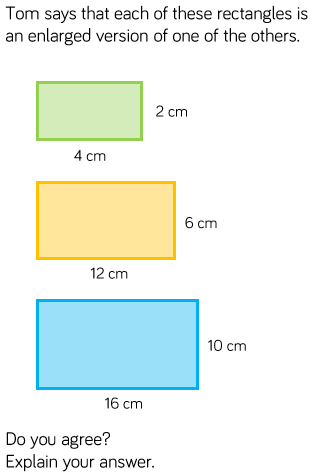 Tom says that each of these rectangles is
an enlarged version of one of the others.
2 cm
4 cm
6 cm
12 cm
10 cm
16 cm
Do you agree?
Explain your answer.